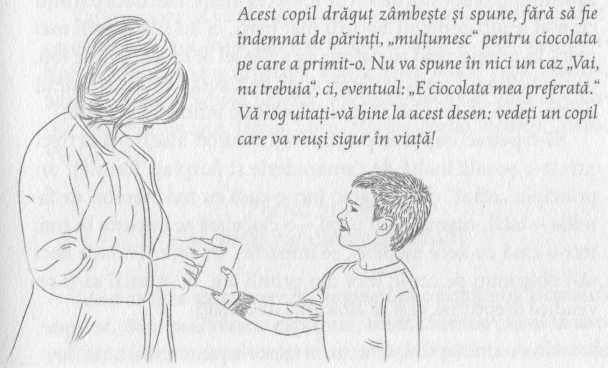 Acest copil drăguț zâmbește și spune, fără să fie
îndemnat de părinți, „mulțumesc“ pentru ciocolata
pe care a primit-o. Nu va spune în nici un caz „Vai,
nu trebuia“, ci, eventual: „E ciocolata mea preferată.“
Vă rog uitați-vă bine la acest desen: vedeți un copil
care va reuși sigur în viață!